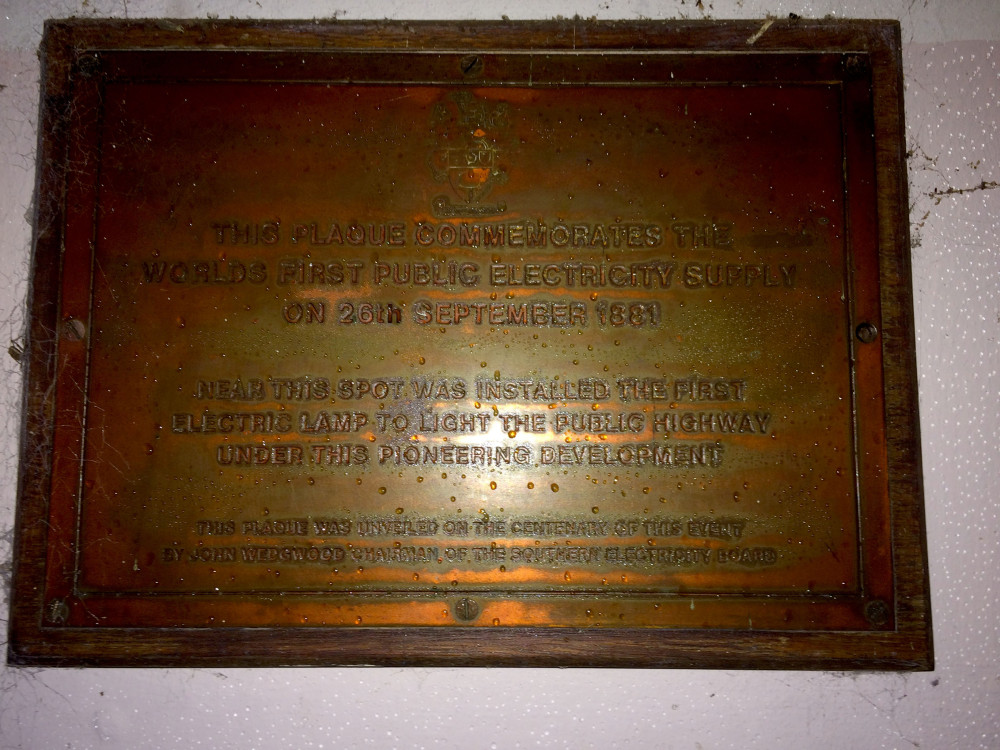 THIS PLAQUE COMMEMORATES THE
WORLDS FIRST PUBLIC ELECTRICITY SUPPLY
ON 26th SEPTEMBER 1881
NEAR THIS SPOT WAS INSTALLED THE FIRST
ELECTRIC LAMP TO LIGHT THE PUBLIC HIGHWAY
UNDER THIS PIONEERING DEVELOPMENT
THIS PLAQUE WAS UNVEILED ON THE CENTENARY OF THIS EVENT
BY JOHN WEDGWOOD CHAIRMAN OF THE SOUTHERN ELECTRICITY BOARD